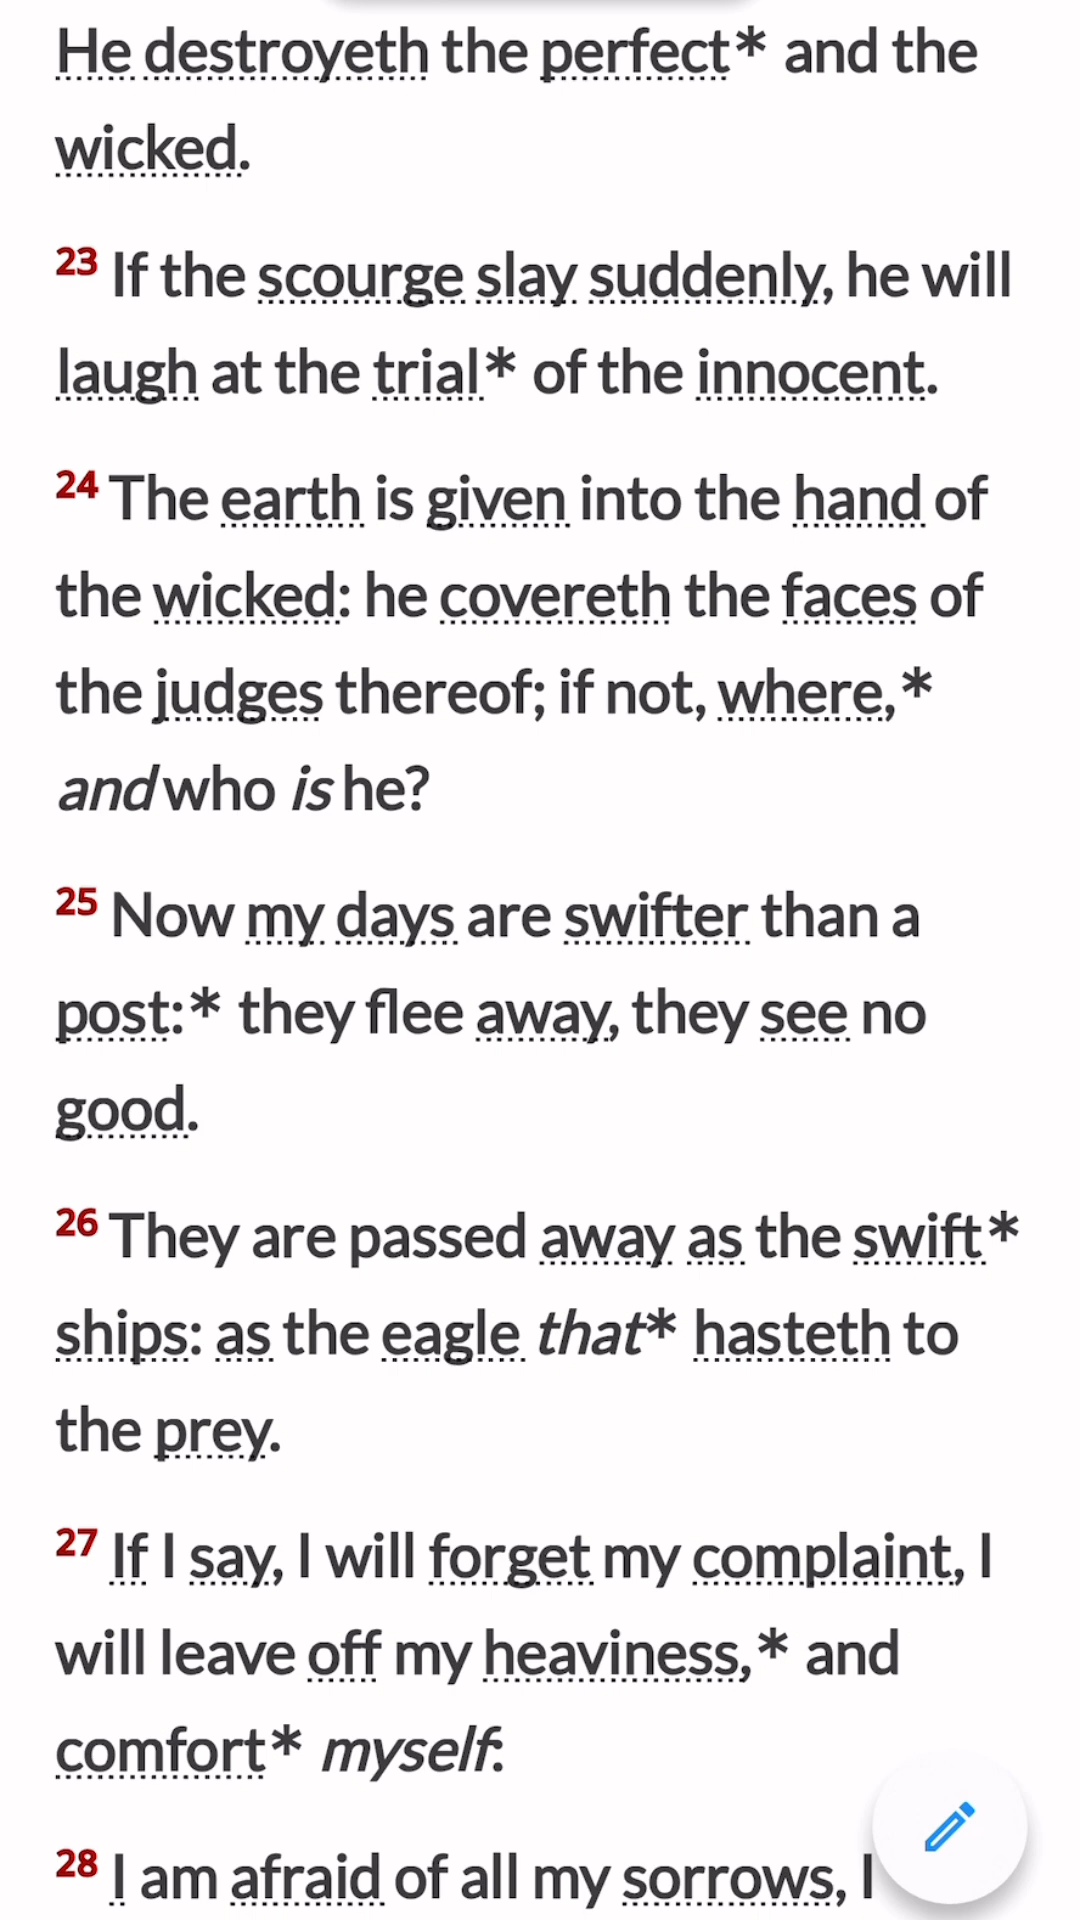 He destroyeth the perfect* and the
wicked.
23 If the scourge slay suddenly, he will
laugh at the trial* of the innocent.
24 The earth is given into the hand of
the wicked: he covereth the faces of
the judges thereof; if not, where,*
and who is he?
25 Now my days are swifter than a
post:* they flee away, they see no
good.
26 They are passed away as the swift*
ships: as the eagle that* hasteth to
the prey.
27 If I say, I will forget my complaint, I
will leave off my heaviness,* and
comfort* myself:
28 I am afraid of all my sorrows, I